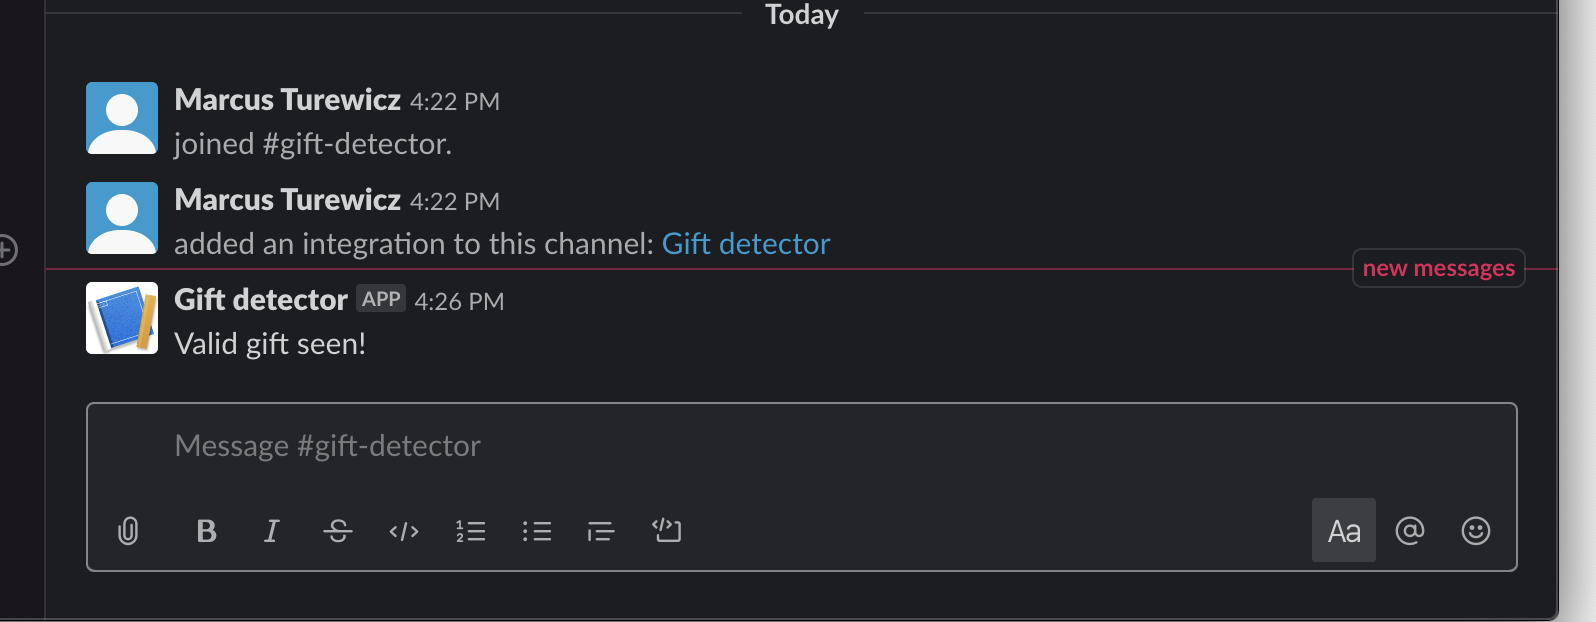 Today
Marcus Turewicz 4:22 PM
joined #gift-detector.
Marcus Turewicz 4:22 PM
added an integration to this channel: Gift detector
new messages
Gift detector APP 4:26 PM
Valid gift seen!
Message #gift-detector
B I S </> Aa @